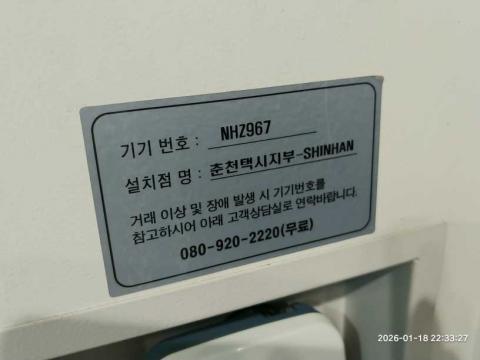 기기 번호 : NHZ967
설치점 명 : 춘천택시지부-SHINHAN
거래 이상 및 장애 발생 시 기기번호를
참고하시어 아래 고객상담실로 연락바랍니다.
080-920-2220(무료)
2026-01-18 22:33:27